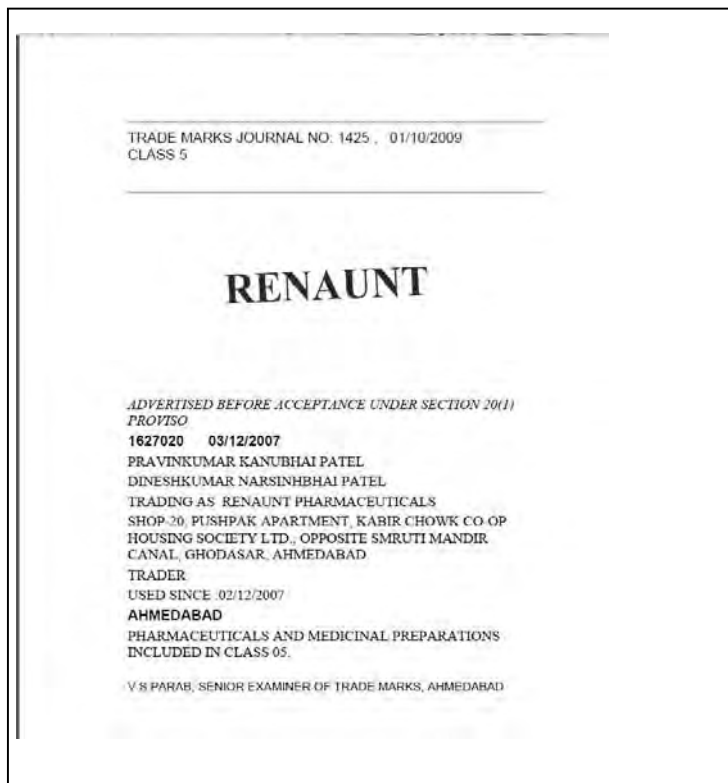 TRADE MARKS JOURNAL NO: 1425 , 01/10/2009
CLASS 5
RENAUNT
ADVERTISED BEFORE ACCEPTANCE UNDER SECTION 20(1)
PROVISO
1627020 03/12/2007
PRAVINKUMAR KANUBHAI PATEL
DINESHKUMAR NARSINHBHAI PATEL
TRADING AS RENAUNT PHARMACEUTICALS
SHOP-20, PUSHPAK APARTMENT, KABIR CHOWK CO-OP
HOUSING SOCIETY LTD., OPPOSITE SMRUTI MANDIR
CANAL, GHODASAR, AHMEDABAD
TRADER
USED SINCE :02/12/2007
AHMEDABAD
PHARMACEUTICALS AND MEDICINAL PREPARATIONS
INCLUDED IN CLASS 05.
V S PARAB, SENIOR EXAMINER OF TRADE MARKS, AHMEDABAD